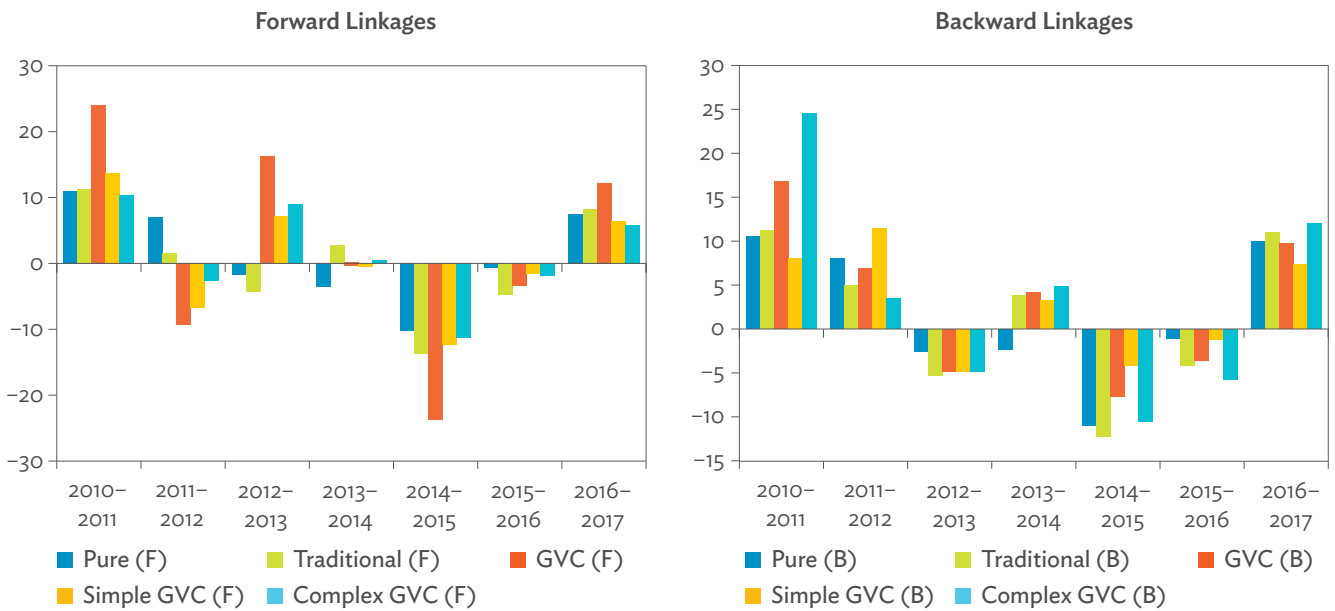 Forward Linkages
30
20
10
0
−10
−20
−30
2010– 2011– 2012– 2013– 2014– 2015– 2016–
2011 2012 2013 2014 2015 2016 2017
Pure (F) Traditional (F) GVC (F)
Simple GVC (F) Complex GVC (F)
Backward Linkages
30
25
20
15
10
5
0
−5
−10
−15
2010– 2011– 2012– 2013– 2014– 2015– 2016–
2011 2012 2013 2014 2015 2016 2017
Pure (B) Traditional (B) GVC (B)
Simple GVC (B) Complex GVC (B)